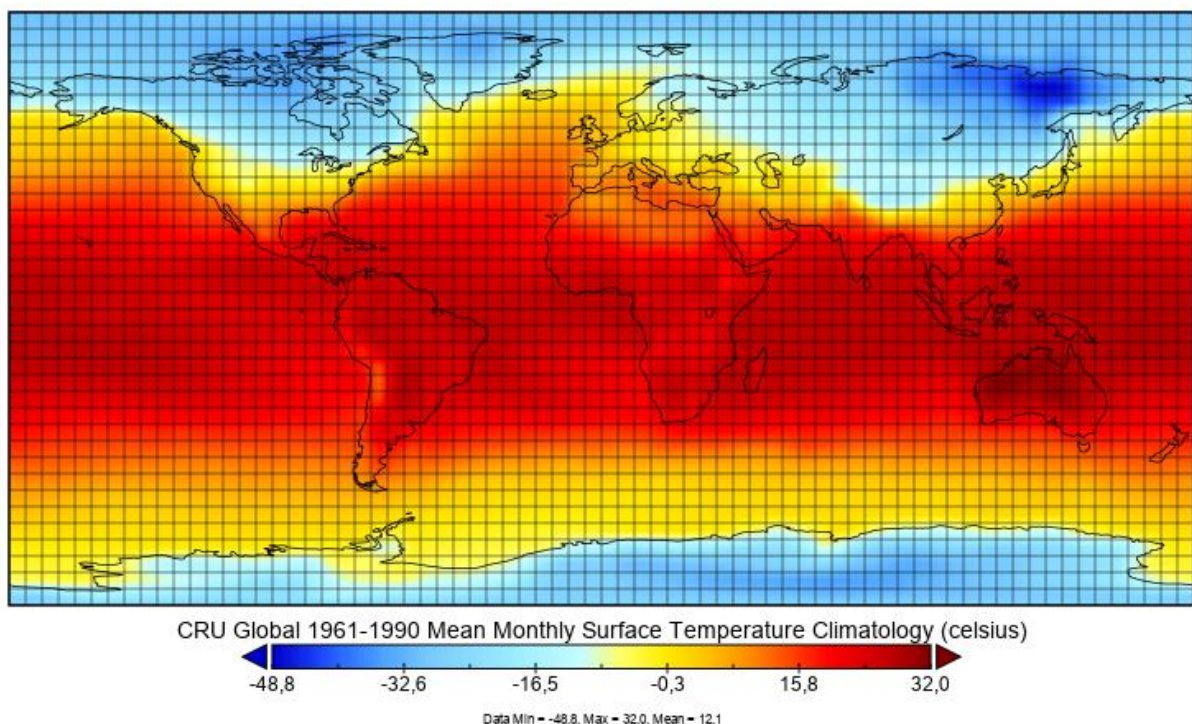 CRU Global 1961-1990 Mean Monthly Surface Temperature Climatology (celsius)
-48,8 -32,6 -16,5 -0,3 15,8 32,0
Data Min = -48,8, Max = 32,0, Mean = 12,1